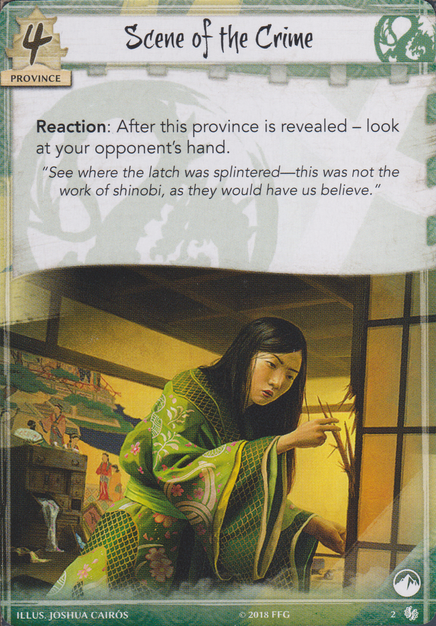 4
Scene of the Crime
PROVINCE
Reaction: After this province is revealed – look
at your opponent's hand.
"See where the latch was splintered—this was not the
work of shinobi, as they would have us believe."
ILLUS. JOSHUA CAIRÓS
©2018 FFG
2